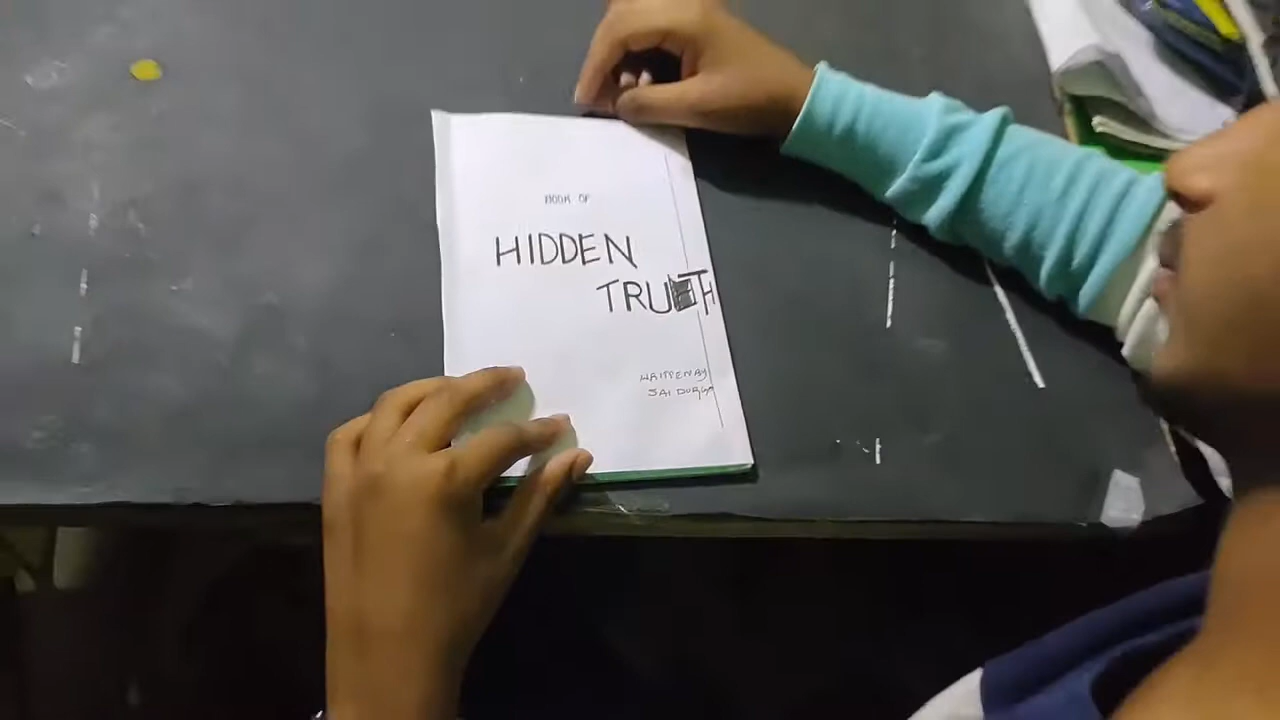 BOOK OF
HIDDEN
TRUTH
WRITTEN BY
SAI DURGA